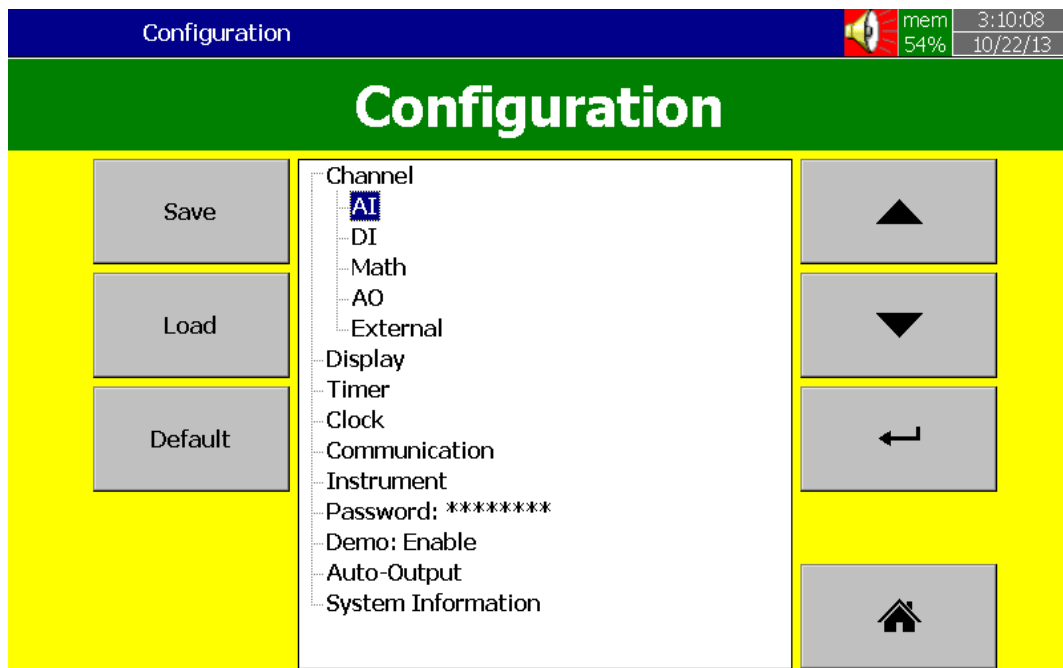 Configuration
mem 3:10:08
54% 10/22/13
Configuration
Save
Load
Default
Channel
AI
DI
Math
AO
External
Display
Timer
Clock
Communication
Instrument
Password: ********
Demo: Enable
Auto-Output
System Information